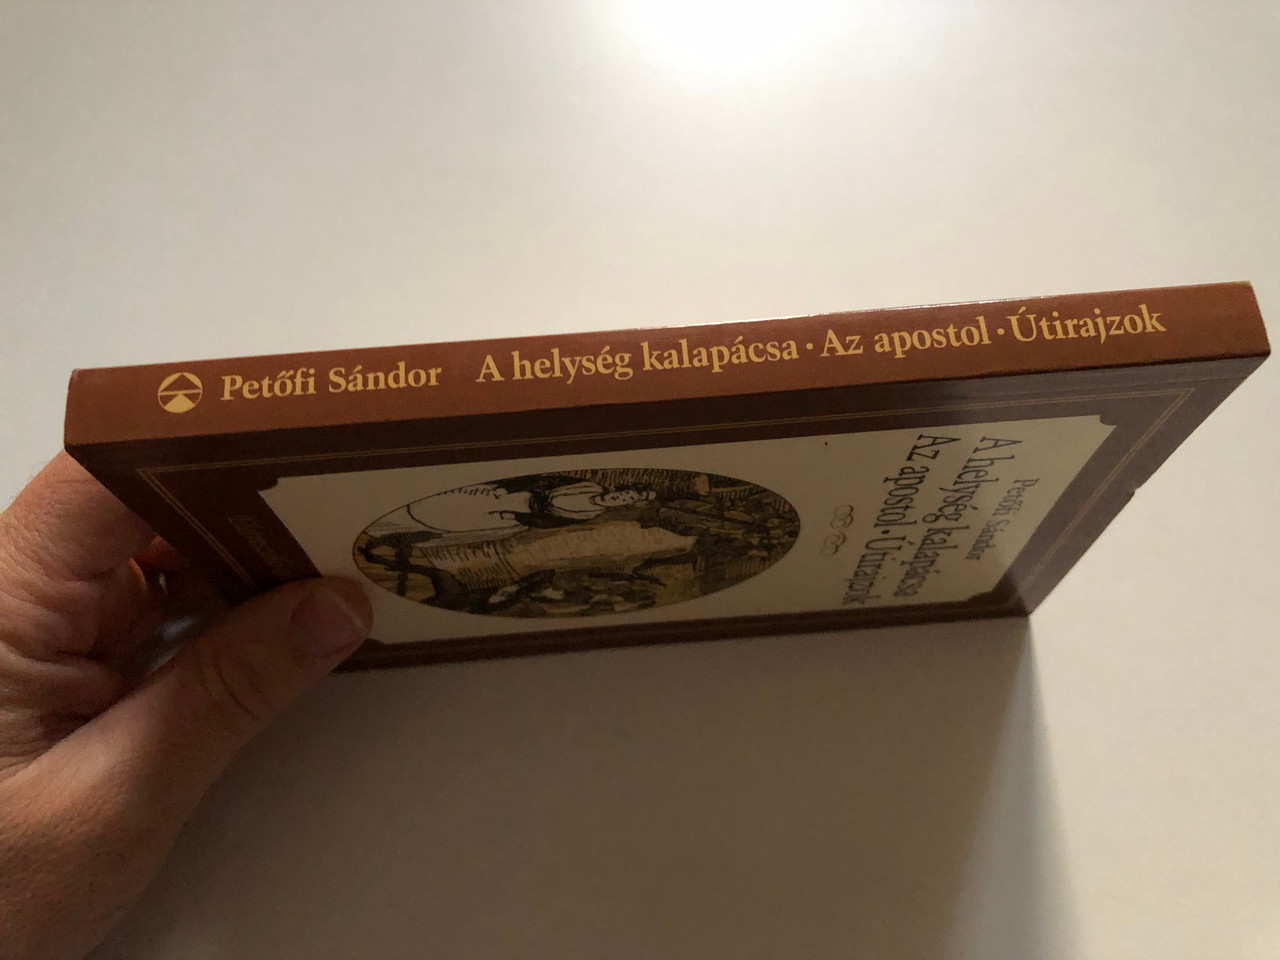 Petőfi Sándor A helység kalapácsa · Az apostol · Útirajzok
Petőfi Sándor
A helység kalapácsa
Az apostol · Útirajzok